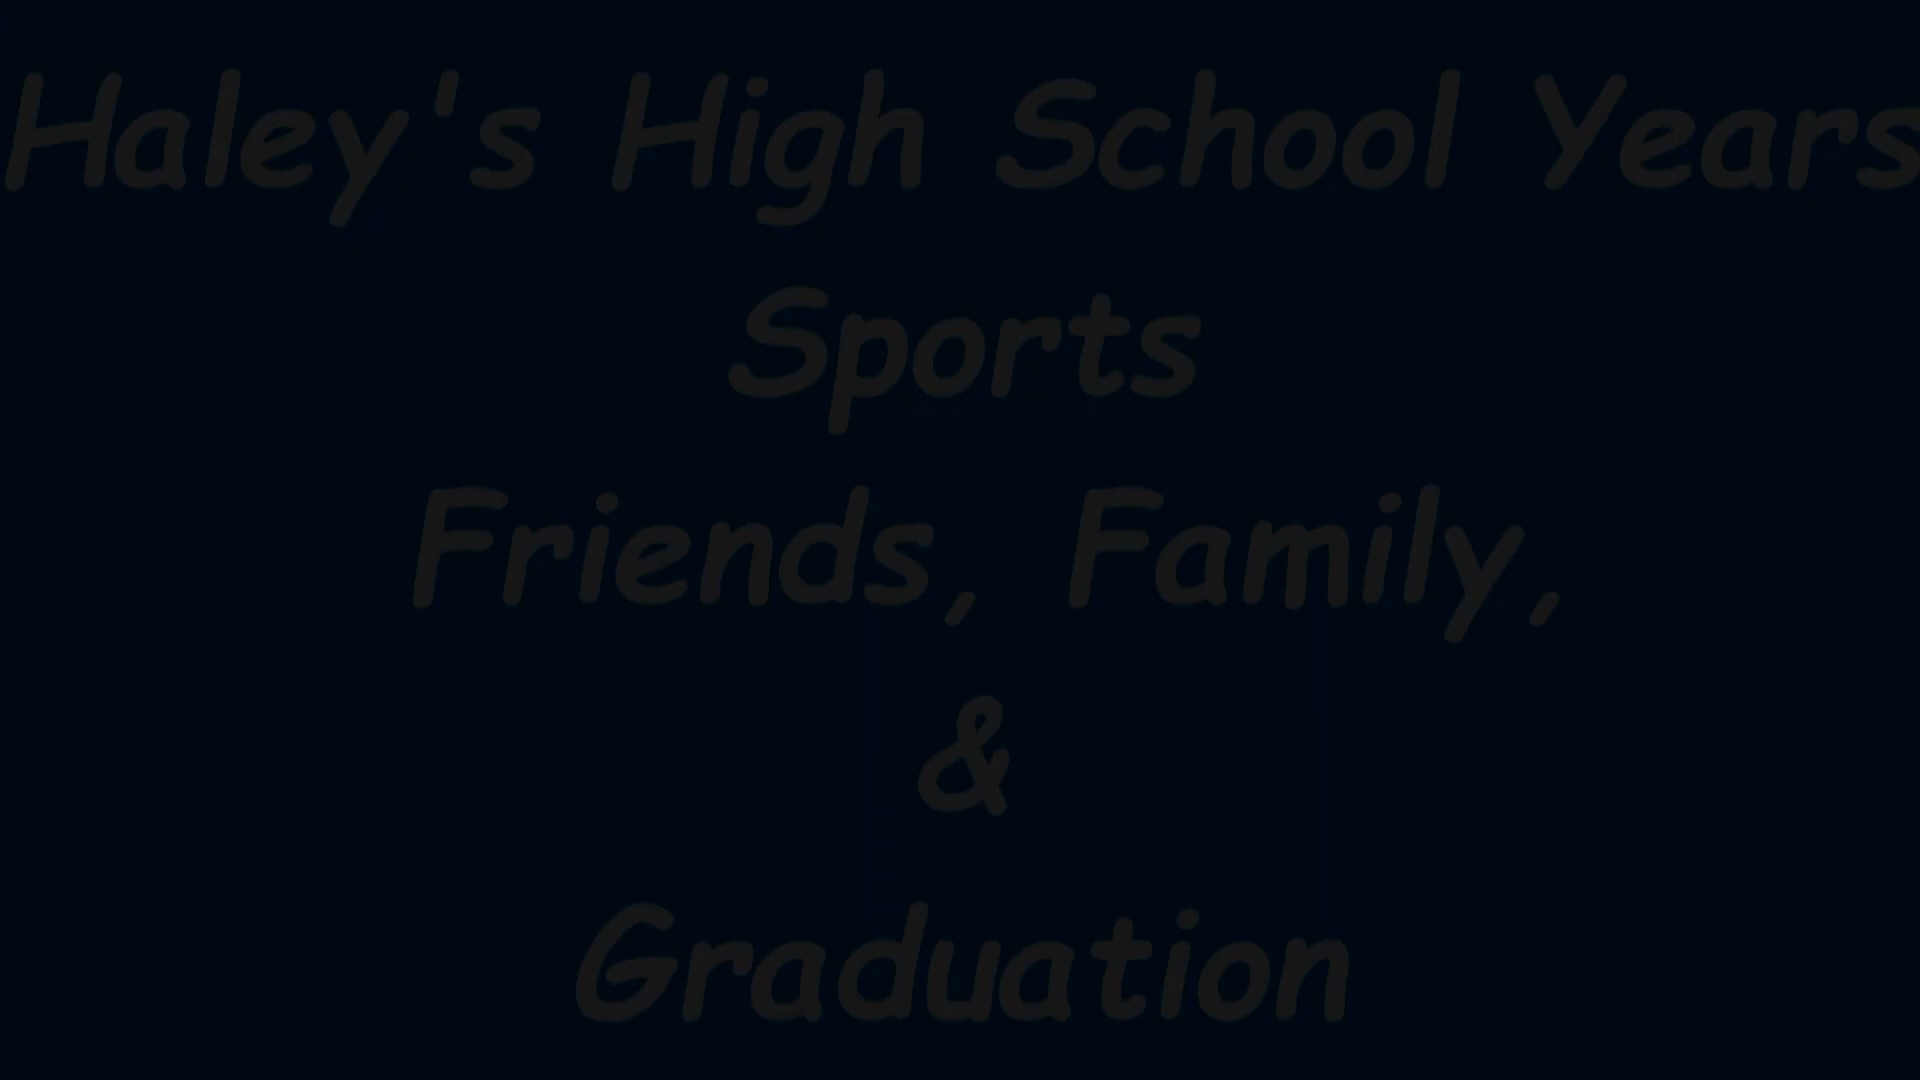 Haley's High School Years
Sports
Friends, Family,
&
Graduation